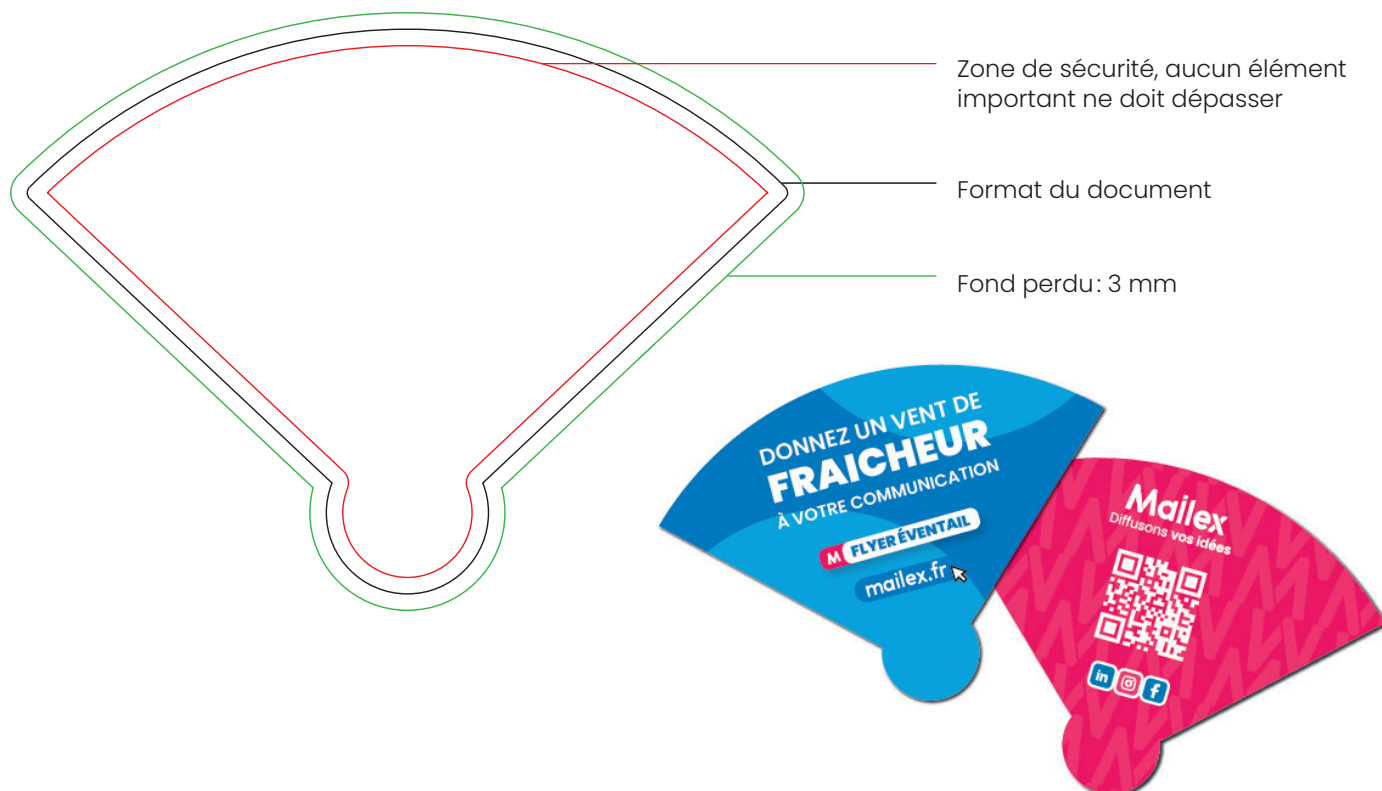 Zone de sécurité, aucun élément
important ne doit dépasser
Format du document
Fond perdu: 3 mm
DONNEZ UN VENT DE
FRAICHEUR
À VOTRE COMMUNICATION
M FLYER ÉVENTAIL
mailex.fr
Mailex
Diffusons vos idées
in f